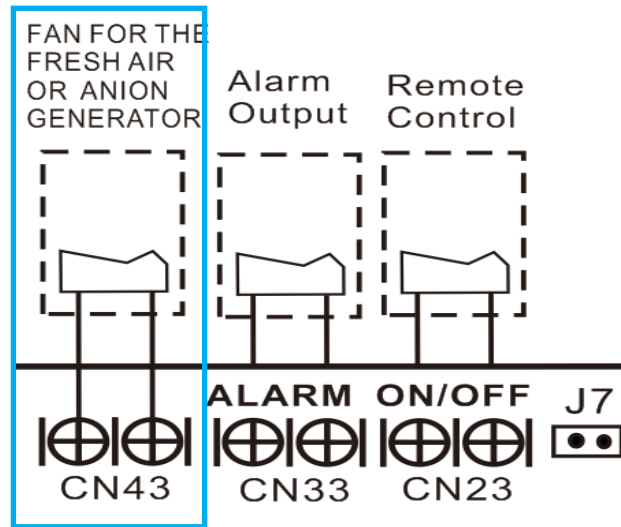 FAN FOR THE
FRESH AIR
OR ANION
GENERATOR
Alarm
Output
Remote
Control
ALARM
ON/OFF
J7
CN43
CN33
CN23